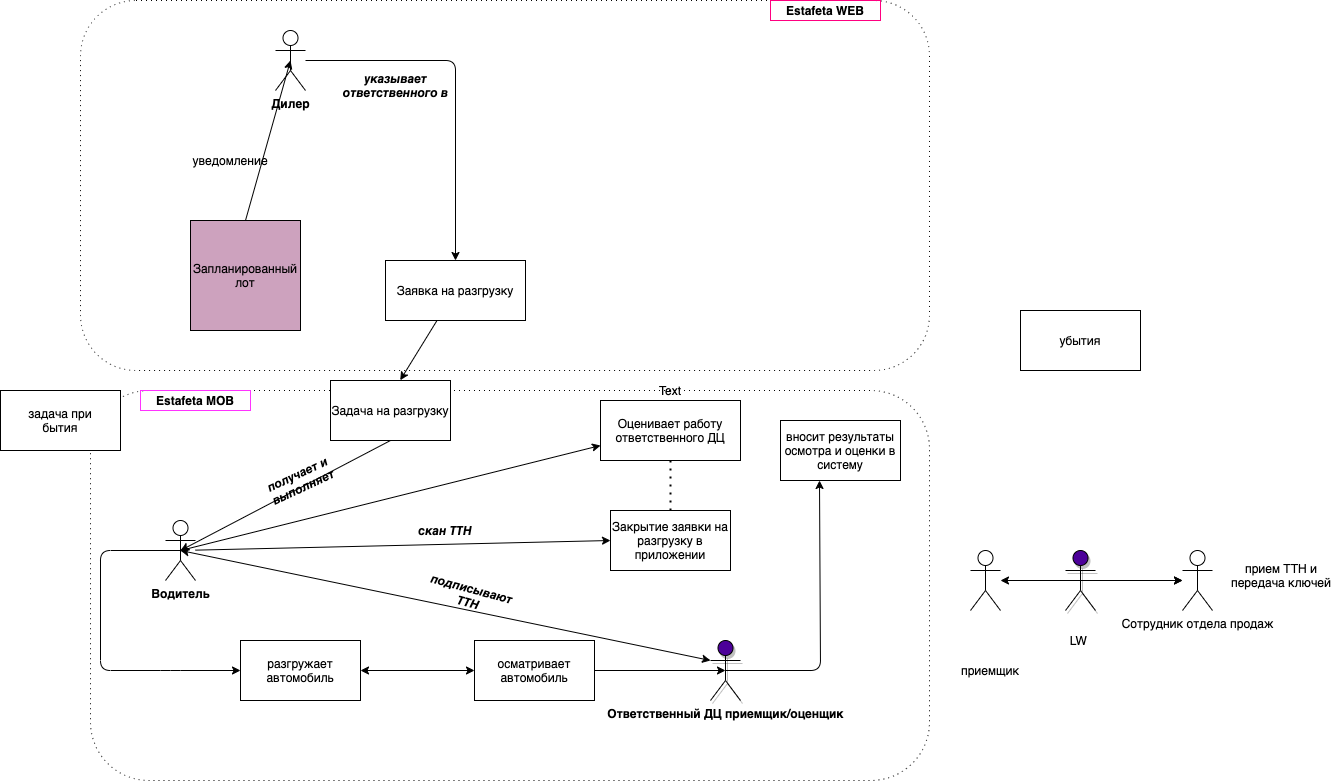 Estafeta WEB
указывает
ответственного в
Дилер
уведомление
Запланированный
лот
Заявка на разгрузку
убытия
задача при
бытия
Estafeta MOB
Задача на разгрузку
Text
Оценивает работу
ответственного ДЦ
вносит результаты
осмотра и оценки в
систему
получает и
выполняет
скан ТТН
Закрытие заявки на
разгрузку в
приложении
Водитель
подписывают
ТТН
прием ТТН и
передача ключей
Сотрудник отдела продаж
LW
приемщик
разгружает
автомобиль
осматривает
автомобиль
Ответственный ДЦ приемщик/оценщик